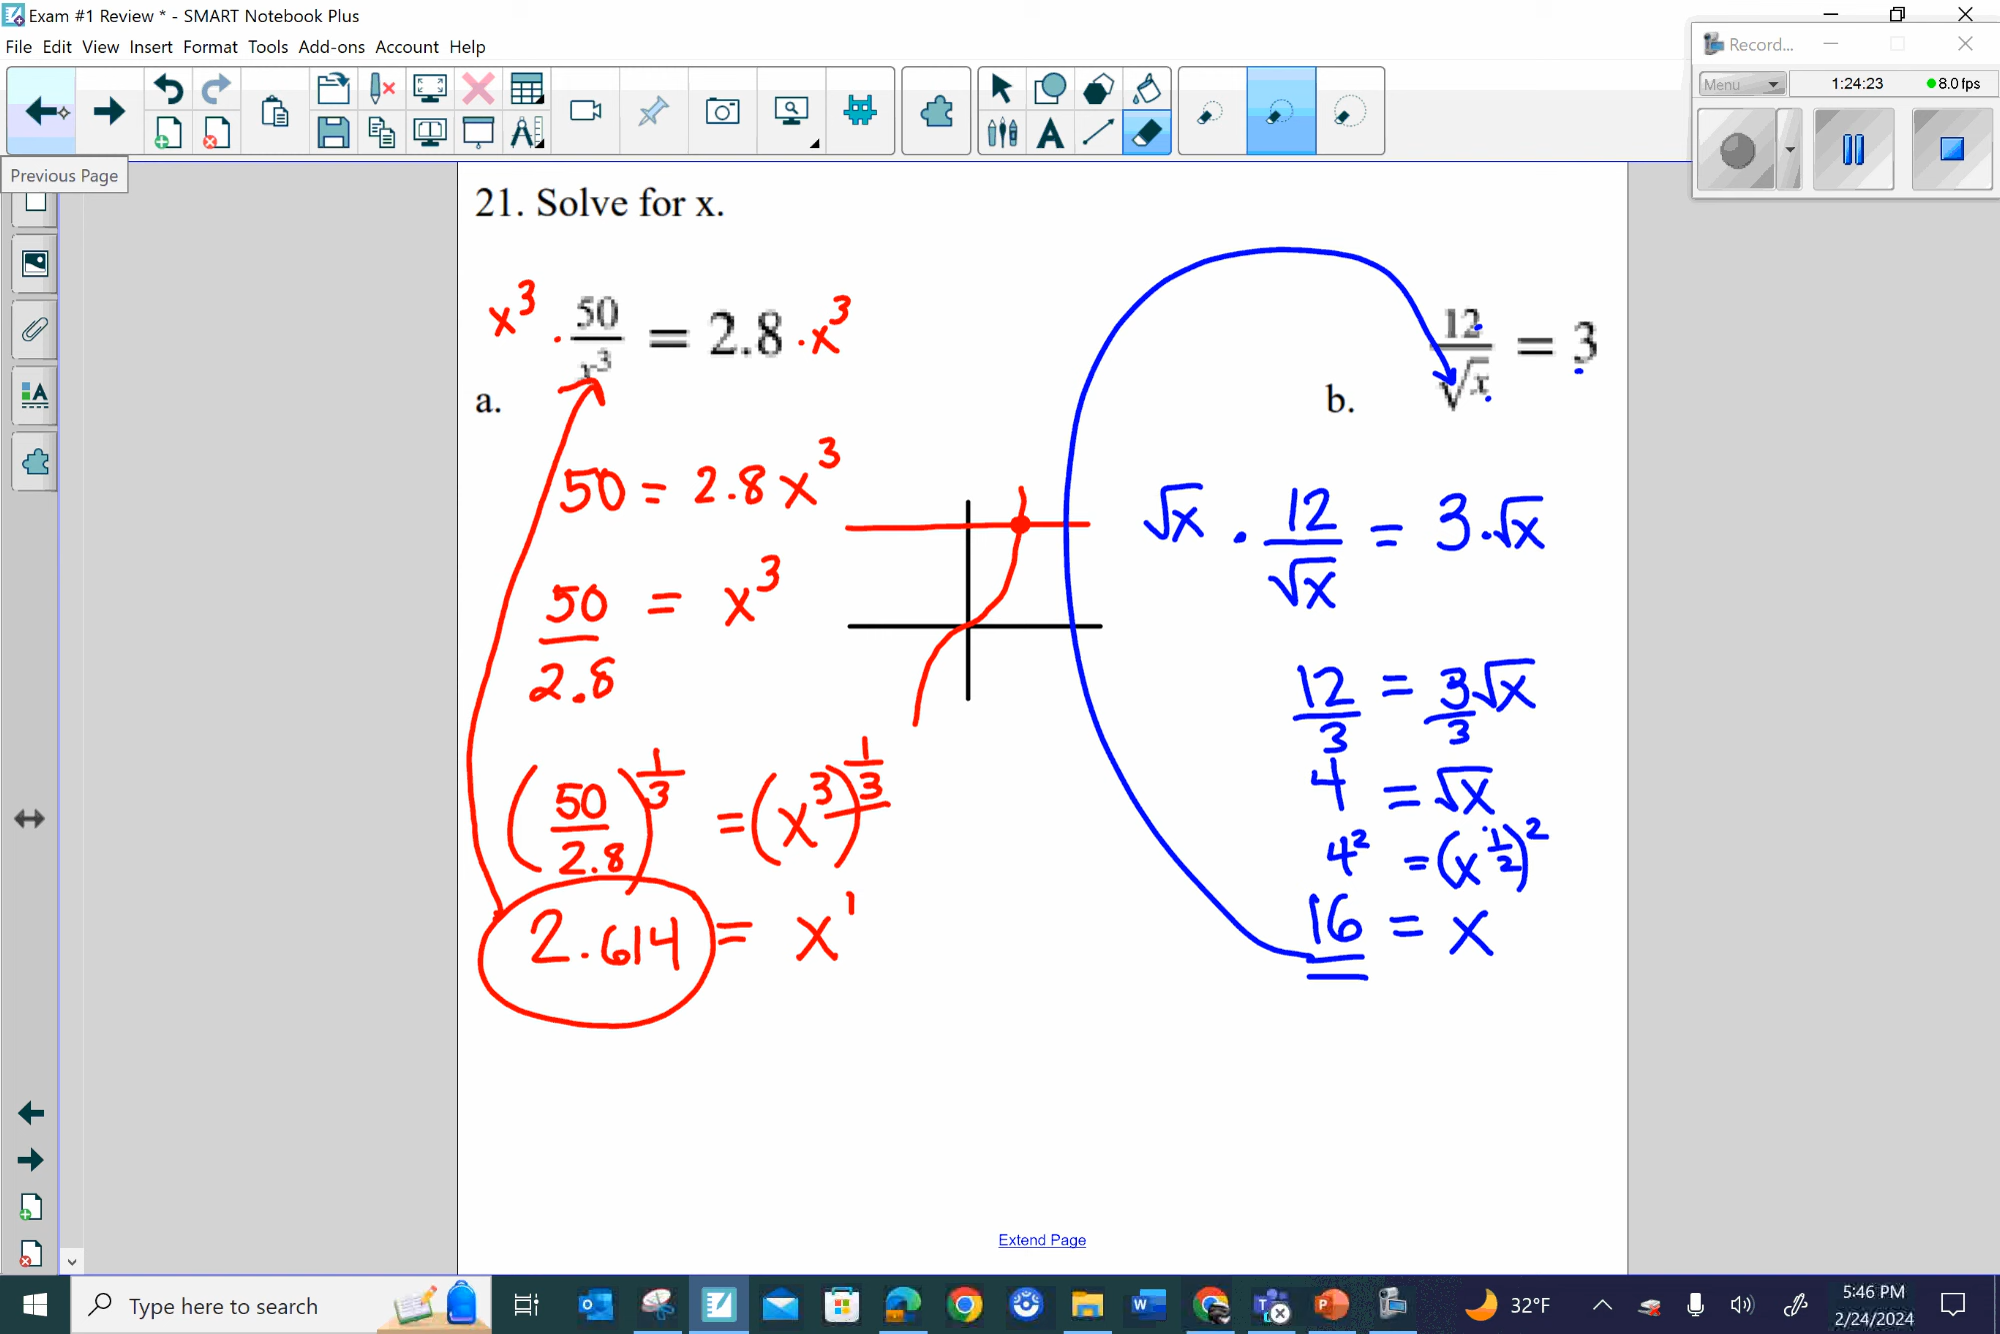 Exam #1 Review * - SMART Notebook Plus
File Edit View Insert Format Tools Add-ons Account Help
Record...
Menu
1:24:23
8.0 fps
Previous Page
21. Solve for x.
a.
x³ · 50/x³ = 2.8 · x³
50 = 2.8x³
50/2.8 = x³
(50/2.8)^(1/3) = (x³)^(1/3)
2.614 = x¹
b.
12/√x = 3
√x · 12/√x = 3·√x
12/3 = 3/3 √x
4 = √x
4² = (x^(1/2))²
16 = x
Extend Page
Type here to search
32°F
5:46 PM
2/24/2024